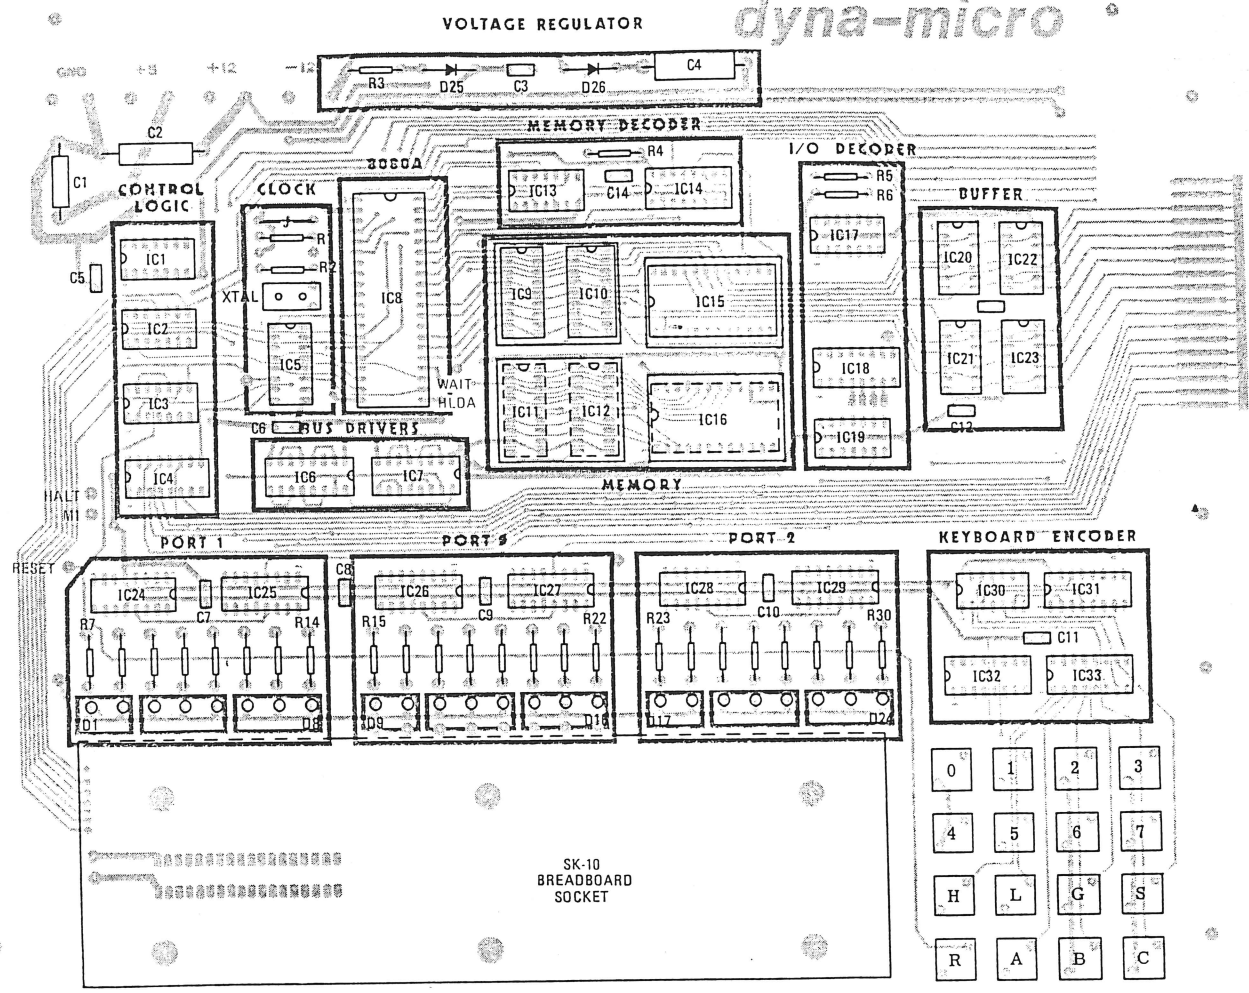 VOLTAGE REGULATOR
dyna-micro
GND +5 +12 -12
R3 D25 C3 D26 C4
C2
MEMORY DECODER
C1
8080A
R4
I/O DECODER
CONTROL
LOGIC
CLOCK
IC13 C14 IC14
R5
R6
BUFFER
J
IC17
C5
IC1
R
R2
IC20 IC22
XTAL
IC8
IC9 IC10 IC15
IC2
IC5
IC21 IC23
IC18
WAIT
HLDA
IC3
IC11 IC12 IC16
C12
C6
BUS DRIVERS
IC19
IC4
IC6 IC7
MEMORY
HALT
M1
PORT 1
PORT 5
PORT 2
KEYBOARD ENCODER
RESET
IC24 C7 IC25
C8
IC26 C9 IC27
IC28 C10 IC29
IC30 IC31
R7 R14 R15 R22 R23 R30
C11
IC32 IC33
D1 D8 D9 D16 D17 D24
0 1 2 3
4 5 6 7
SK-10
BREADBOARD
SOCKET
H L G S
R A B C